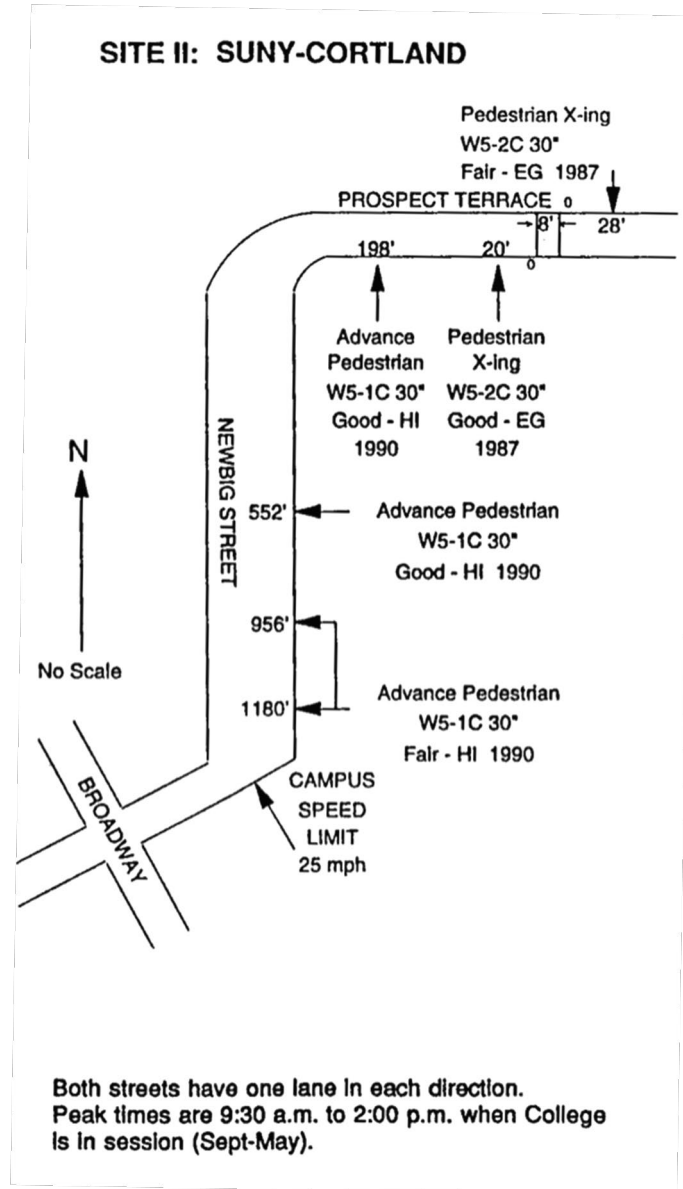 SITE II: SUNY-CORTLAND
Pedestrian X-ing
W5-2C 30"
Fair - EG 1987
PROSPECT TERRACE o
8'
28'
198'
20'
o
Advance
Pedestrian
W5-1C 30"
Good - HI
1990
Pedestrian
X-ing
W5-2C 30"
Good - EG
1987
N
No Scale
NEWBIG STREET
552'
Advance Pedestrian
W5-1C 30"
Good - HI 1990
956'
1180'
Advance Pedestrian
W5-1C 30"
Fair - HI 1990
BROADWAY
CAMPUS
SPEED
LIMIT
25 mph
Both streets have one lane in each direction.
Peak times are 9:30 a.m. to 2:00 p.m. when College
is in session (Sept-May).